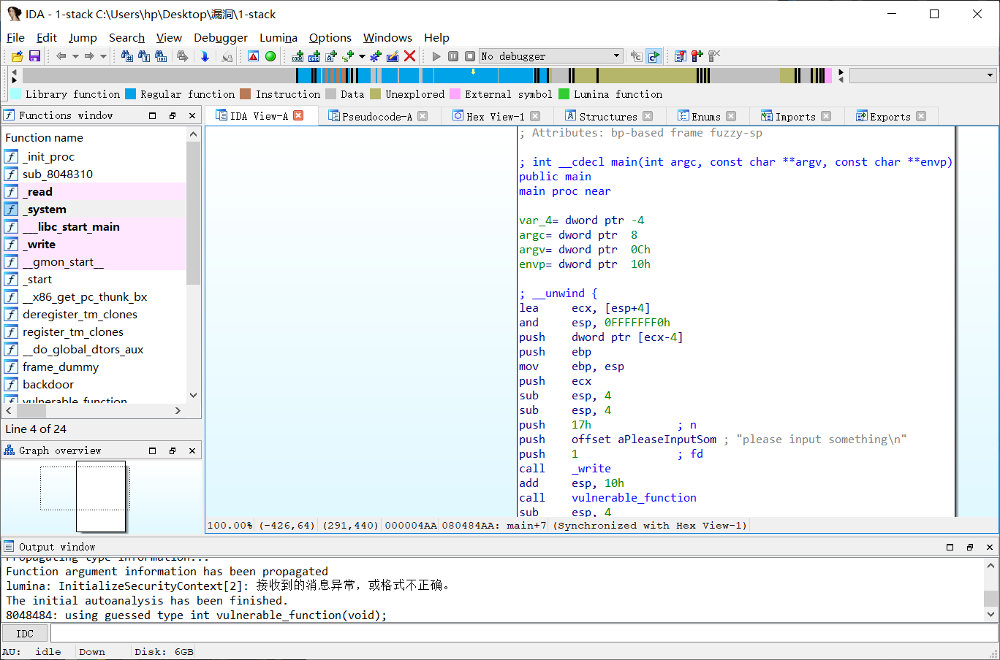 IDA - 1-stack C:\Users\hp\Desktop\漏洞\1-stack
File Edit Jump Search View Debugger Lumina Options Windows Help
No debugger
Library function Regular function Instruction Data Unexplored External symbol Lumina function
Functions window
IDA View-A Pseudocode-A Hex View-1 Structures Enums Imports Exports
Function name
_init_proc
sub_8048310
_read
_system
___libc_start_main
_write
__gmon_start__
_start
__x86_get_pc_thunk_bx
deregister_tm_clones
register_tm_clones
__do_global_dtors_aux
frame_dummy
backdoor
vulnerable_function
Line 4 of 24
Graph overview
; Attributes: bp-based frame fuzzy-sp
; int __cdecl main(int argc, const char **argv, const char **envp)
public main
main proc near
var_4= dword ptr -4
argc= dword ptr  8
argv= dword ptr  0Ch
envp= dword ptr  10h
; __unwind {
lea     ecx, [esp+4]
and     esp, 0FFFFFFF0h
push    dword ptr [ecx-4]
push    ebp
mov     ebp, esp
push    ecx
sub     esp, 4
sub     esp, 4
push    17h             ; n
push    offset aPleaseInputSom ; "please input something\n"
push    1               ; fd
call    _write
add     esp, 10h
call    vulnerable_function
sub     esp, 4
100.00% (-426,64) (291,440) 000004AA 080484AA: main+7 (Synchronized with Hex View-1)
Output window
Propagating type information...
Function argument information has been propagated
lumina: InitializeSecurityContext[2]: 接收到的消息异常，或格式不正确。
The initial autoanalysis has been finished.
8048484: using guessed type int vulnerable_function(void);
IDC
AU: idle Down Disk: 6GB